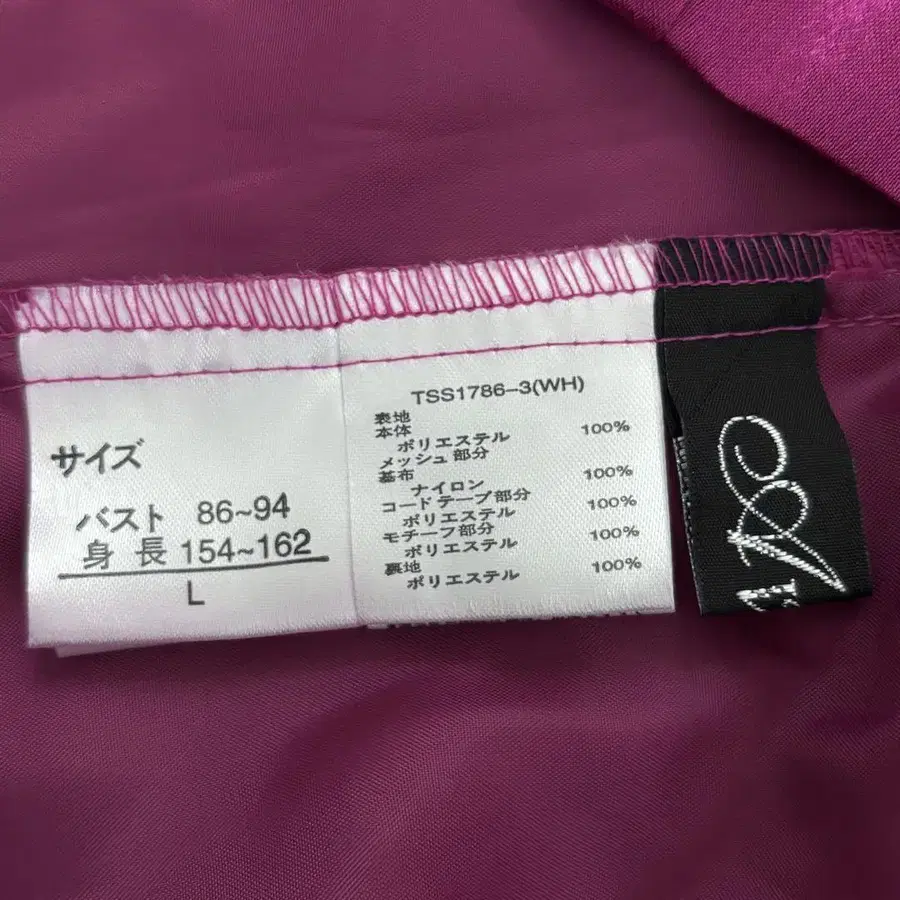 サイズ
バスト 86~94
身長 154~162
L
TSS1786-3(WH)
表地
本体
ポリエステル 100%
メッシュ部分
基布
ナイロン 100%
コードテープ部分
ポリエステル 100%
モチーフ部分
ポリエステル 100%
裏地
ポリエステル 100%